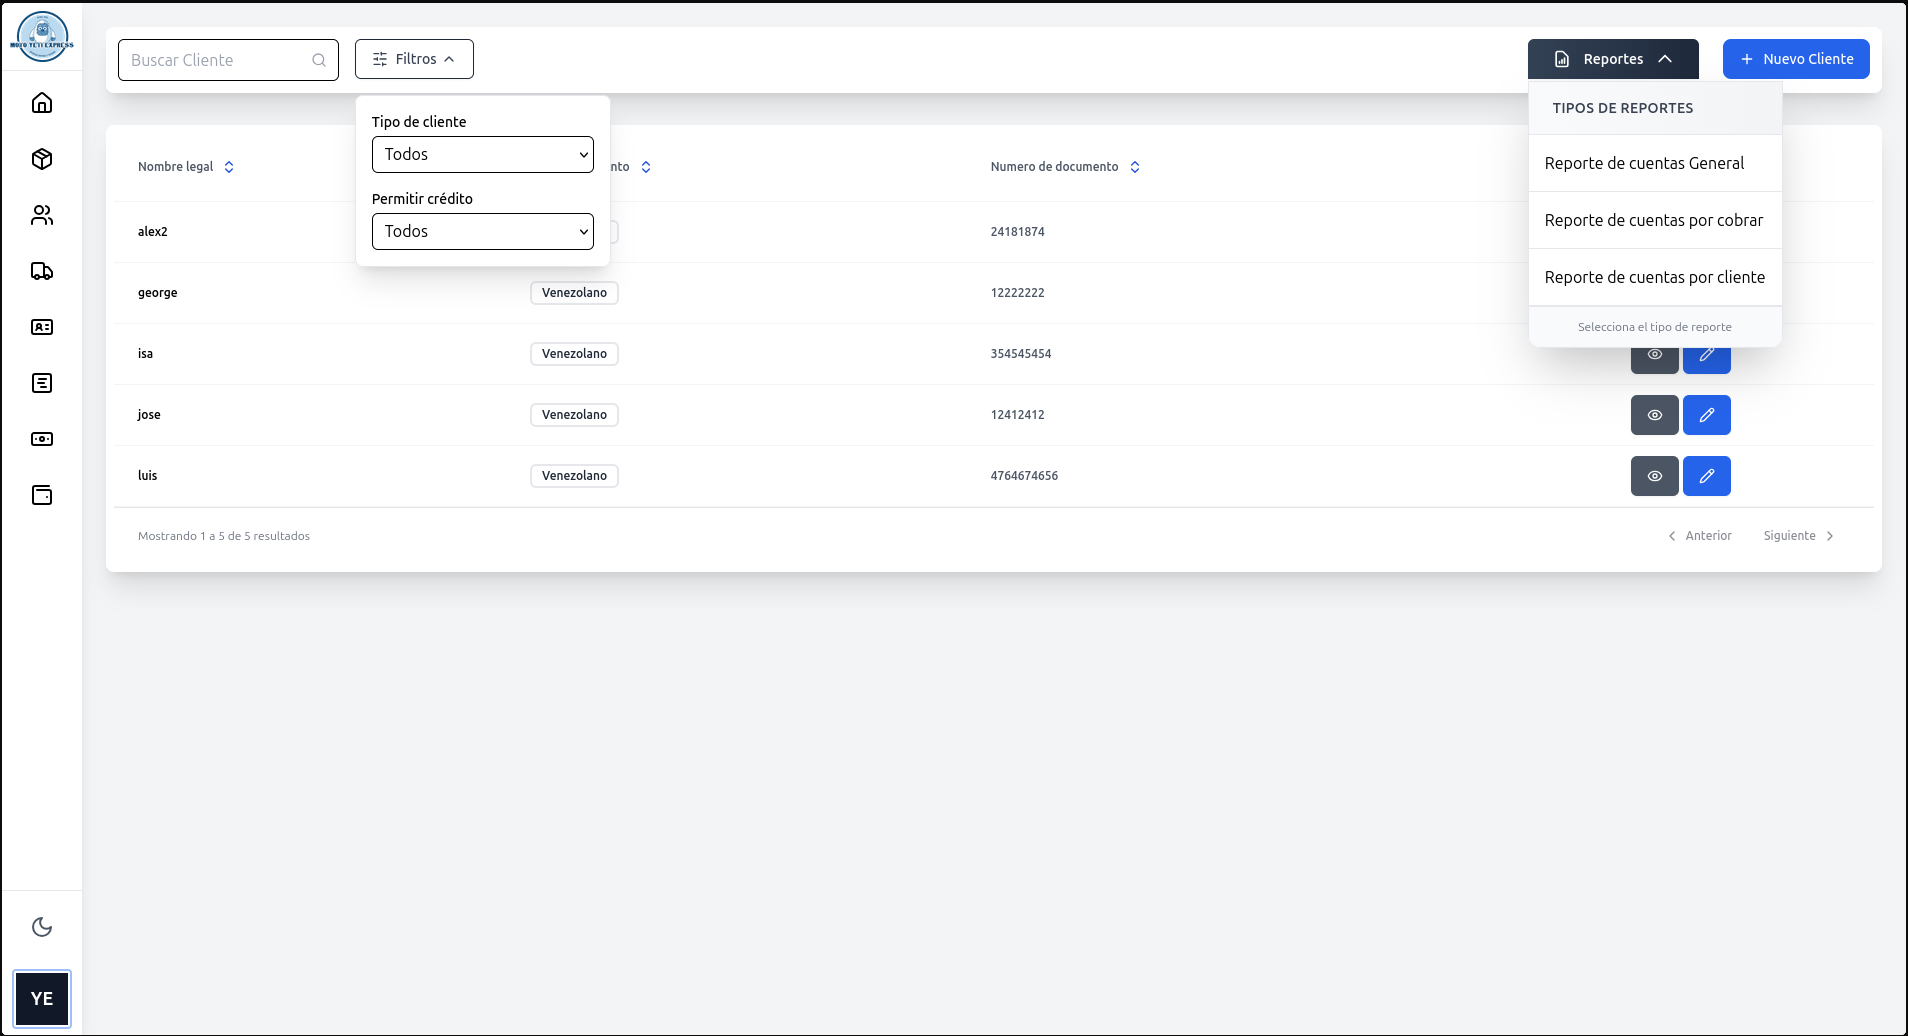 MOTO YETI EXPRESS
Buscar Cliente
Filtros
Reportes
Nuevo Cliente
Tipo de cliente
Todos
Permitir crédito
Todos
TIPOS DE REPORTES
Reporte de cuentas General
Reporte de cuentas por cobrar
Reporte de cuentas por cliente
Selecciona el tipo de reporte
Nombre legal
nto
Numero de documento
alex2
24181874
george
Venezolano
12222222
isa
Venezolano
354545454
jose
Venezolano
12412412
luis
Venezolano
4764674656
Mostrando 1 a 5 de 5 resultados
Anterior
Siguiente
YE